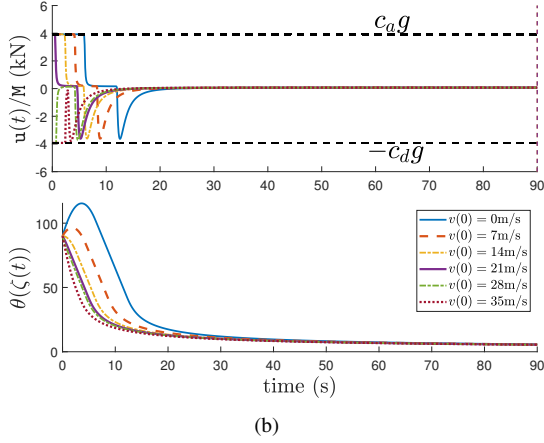 6
c_a g
4
2
0
-2
-4
-c_d g
-6
u(t)/M (kN)
0 10 20 30 40 50 60 70 80 90
100
50
0
θ(ζ(t))
v(0) = 0m/s
v(0) = 7m/s
v(0) = 14m/s
v(0) = 21m/s
v(0) = 28m/s
v(0) = 35m/s
0 10 20 30 40 50 60 70 80 90
time (s)
(b)